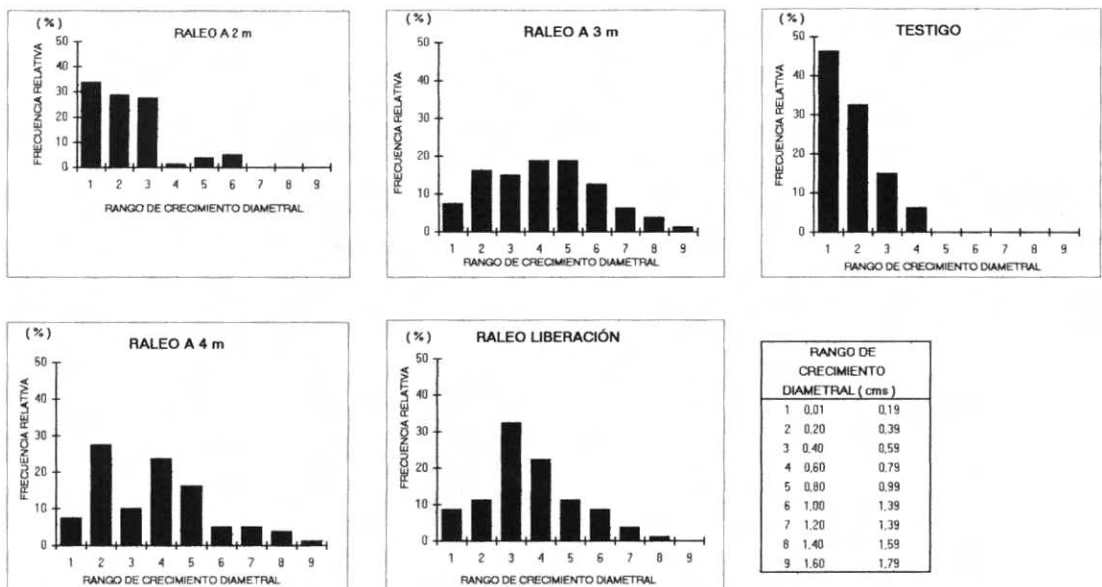 (%)
RALEO A 2 m
FRECUENCIA RELATIVA
50
40
30
20
10
0
1 2 3 4 5 6 7 8 9
RANGO DE CRECIMIENTO DIAMETRAL
(%)
RALEO A 3 m
FRECUENCIA RELATIVA
50
40
30
20
10
0
1 2 3 4 5 6 7 8 9
RANGO DE CRECIMIENTO DIAMETRAL
(%)
TESTIGO
FRECUENCIA RELATIVA
50
40
30
20
10
0
1 2 3 4 5 6 7 8 9
RANGO DE CRECIMIENTO DIAMETRAL
(%)
RALEO A 4 m
FRECUENCIA RELATIVA
50
40
30
20
10
0
1 2 3 4 5 6 7 8 9
RANGO DE CRECIMIENTO DIAMETRAL
(%)
RALEO LIBERACIÓN
FRECUENCIA RELATIVA
50
40
30
20
10
0
1 2 3 4 5 6 7 8 9
RANGO DE CRECIMIENTO DIAMETRAL
RANGO DE
CRECIMIENTO
DIAMETRAL ( cms )
1 0,01 0,19
2 0,20 0,39
3 0,40 0,59
4 0,60 0,79
5 0,80 0,99
6 1,00 1,39
7 1,20 1,39
8 1,40 1,59
9 1,60 1,79